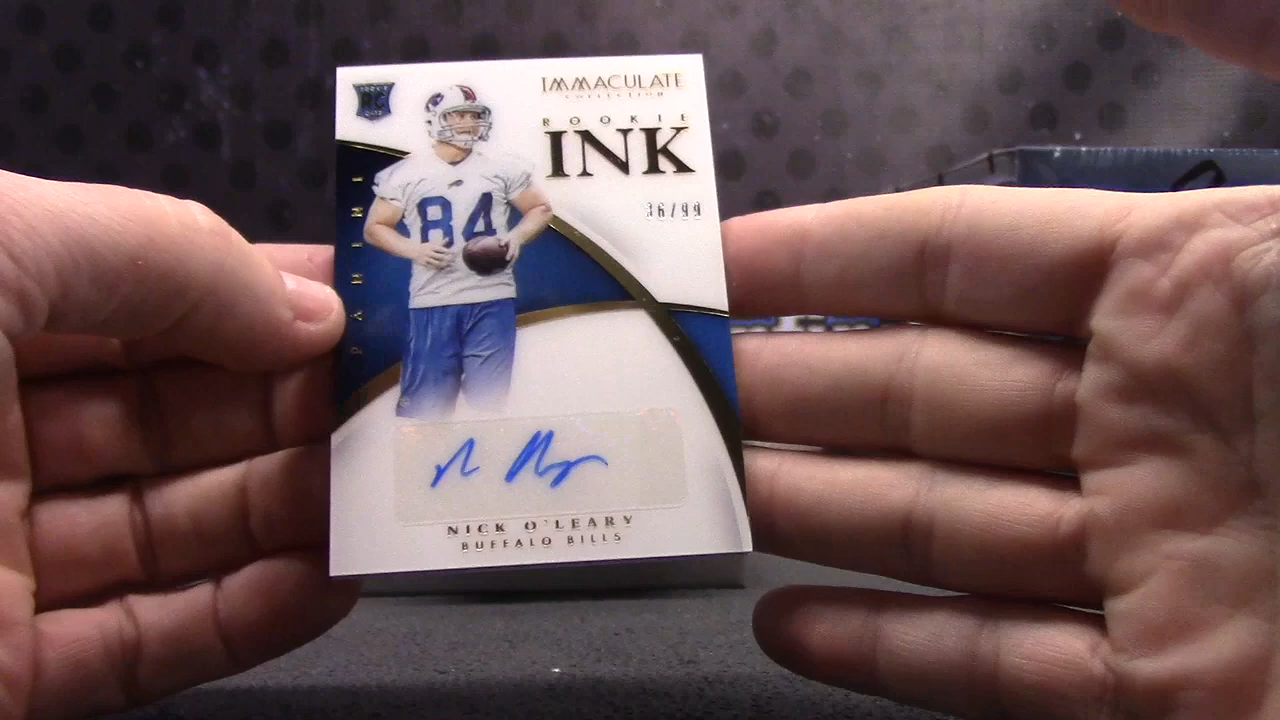 RC
IMMACULATE
COLLECTION
ROOKIE
INK
36/99
PANINI
84
NICK O'LEARY
BUFFALO BILLS